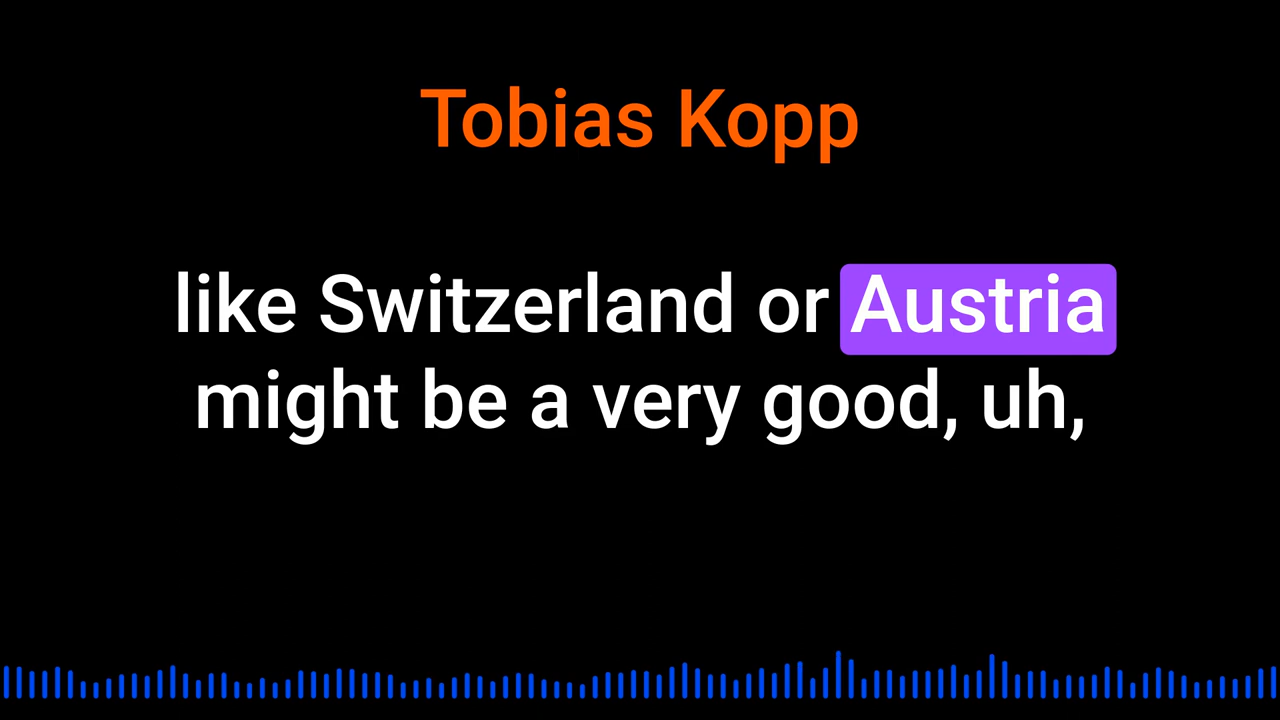 Tobias Kopp
like Switzerland or Austria
might be a very good, uh,